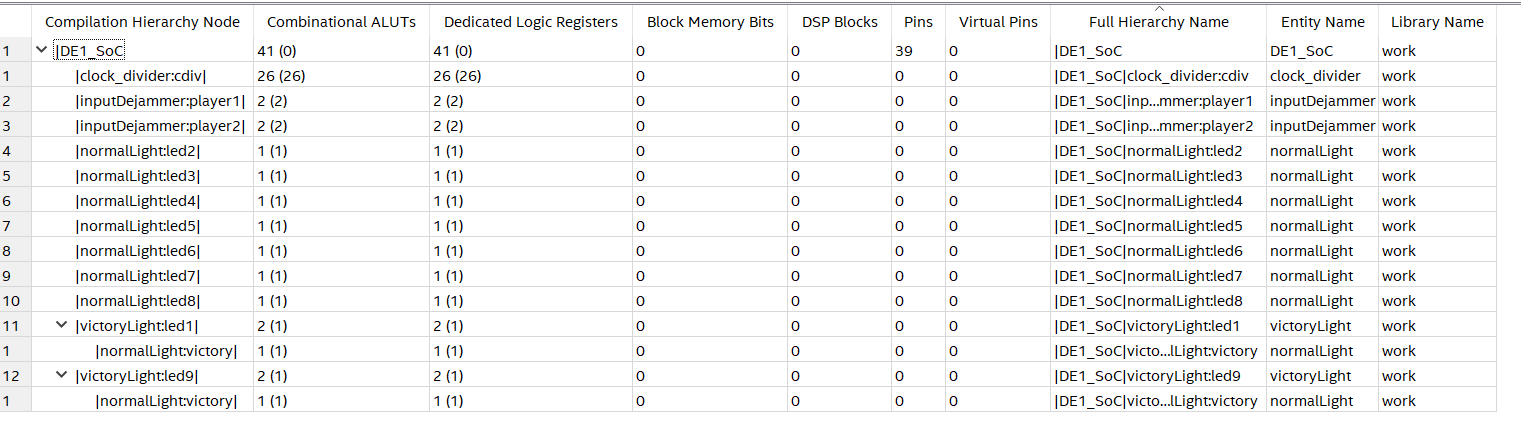 Compilation Hierarchy Node Combinational ALUTs Dedicated Logic Registers Block Memory Bits DSP Blocks Pins Virtual Pins Full Hierarchy Name Entity Name Library Name
1 |DE1_SoC 41 (0) 41 (0) 0 0 39 0 |DE1_SoC DE1_SoC work
1 |clock_divider:cdiv| 26 (26) 26 (26) 0 0 0 0 |DE1_SoC|clock_divider:cdiv clock_divider work
2 |inputDejammer:player1| 2 (2) 2 (2) 0 0 0 0 |DE1_SoC|inp...mmer:player1 inputDejammer work
3 |inputDejammer:player2| 2 (2) 2 (2) 0 0 0 0 |DE1_SoC|inp...mmer:player2 inputDejammer work
4 |normalLight:led2| 1 (1) 1 (1) 0 0 0 0 |DE1_SoC|normalLight:led2 normalLight work
5 |normalLight:led3| 1 (1) 1 (1) 0 0 0 0 |DE1_SoC|normalLight:led3 normalLight work
6 |normalLight:led4| 1 (1) 1 (1) 0 0 0 0 |DE1_SoC|normalLight:led4 normalLight work
7 |normalLight:led5| 1 (1) 1 (1) 0 0 0 0 |DE1_SoC|normalLight:led5 normalLight work
8 |normalLight:led6| 1 (1) 1 (1) 0 0 0 0 |DE1_SoC|normalLight:led6 normalLight work
9 |normalLight:led7| 1 (1) 1 (1) 0 0 0 0 |DE1_SoC|normalLight:led7 normalLight work
10 |normalLight:led8| 1 (1) 1 (1) 0 0 0 0 |DE1_SoC|normalLight:led8 normalLight work
11 |victoryLight:led1| 2 (1) 2 (1) 0 0 0 0 |DE1_SoC|victoryLight:led1 victoryLight work
1 |normalLight:victory| 1 (1) 1 (1) 0 0 0 0 |DE1_SoC|victo...lLight:victory normalLight work
12 |victoryLight:led9| 2 (1) 2 (1) 0 0 0 0 |DE1_SoC|victoryLight:led9 victoryLight work
1 |normalLight:victory| 1 (1) 1 (1) 0 0 0 0 |DE1_SoC|victo...lLight:victory normalLight work